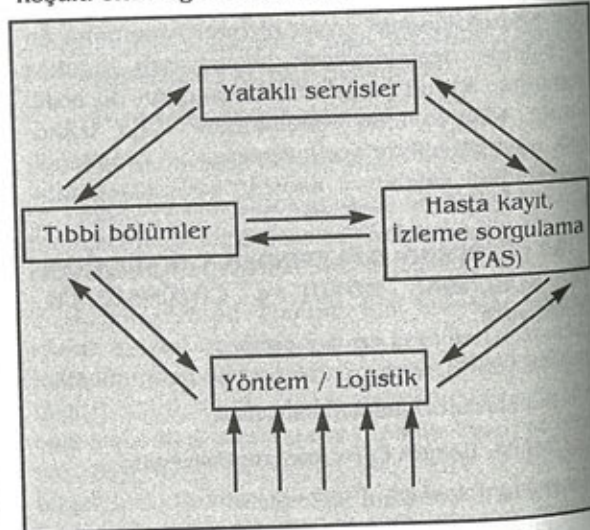 Yataklı servisler
Tıbbi bölümler
Hasta kayıt,
İzleme sorgulama
(PAS)
Yöntem / Lojistik